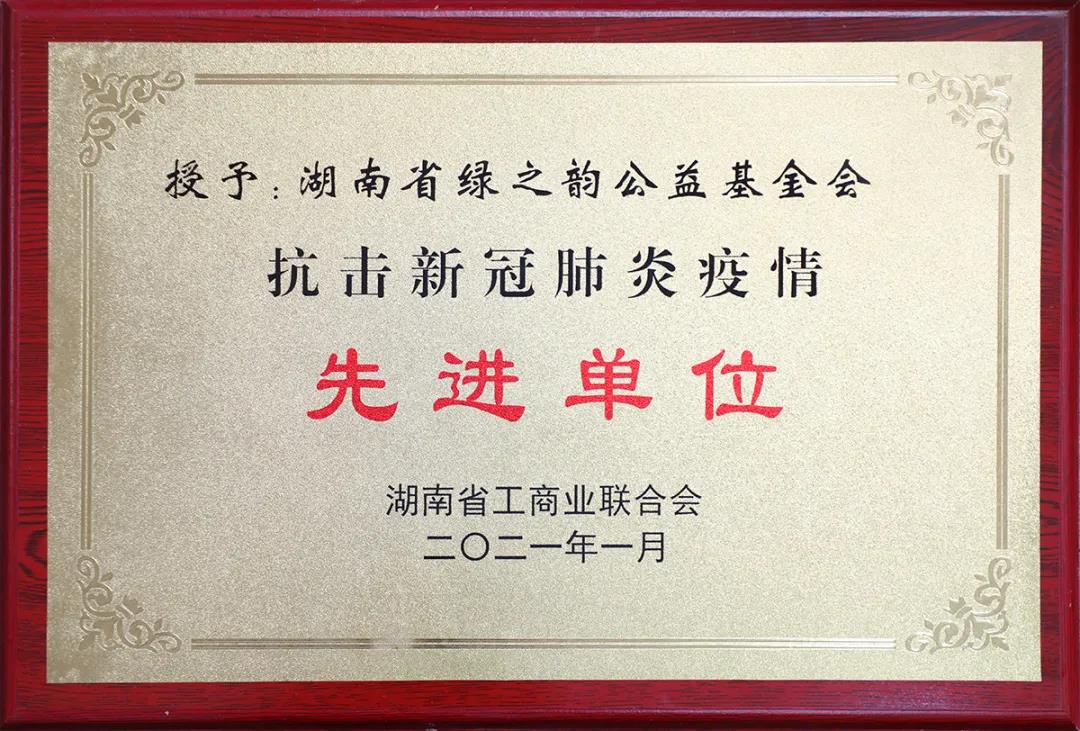 授予：湖南省绿之韵公益基金会
抗击新冠肺炎疫情
先进单位
湖南省工商业联合会
二〇二一年一月